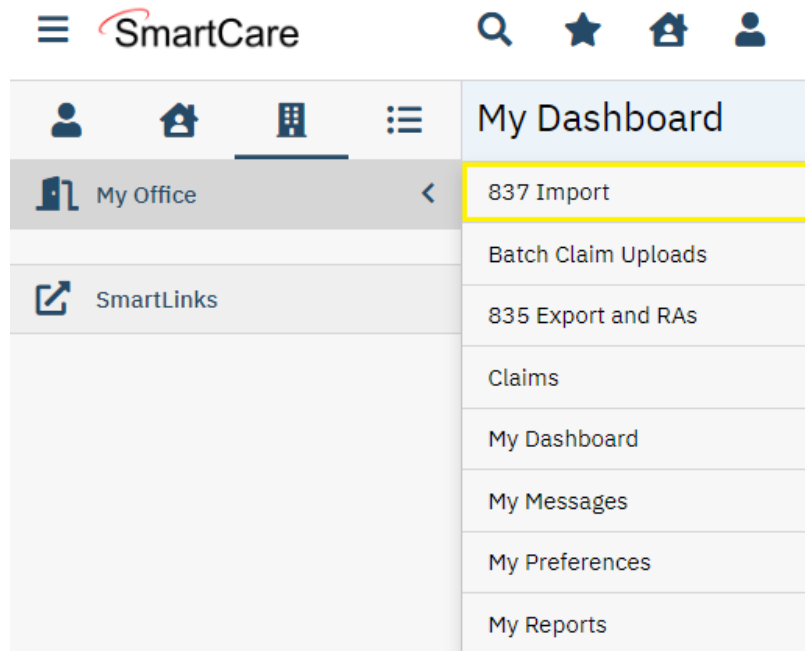 SmartCare
My Dashboard
My Office
SmartLinks
837 Import
Batch Claim Uploads
835 Export and RAs
Claims
My Dashboard
My Messages
My Preferences
My Reports